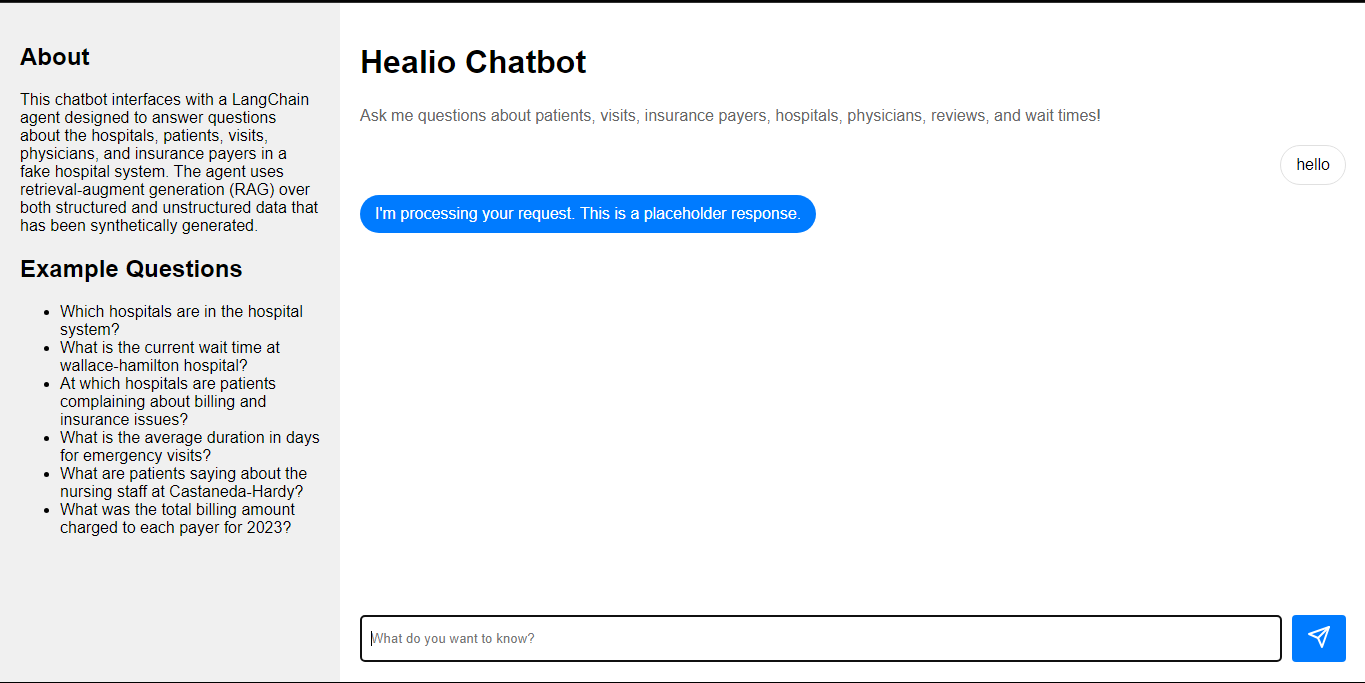 About
This chatbot interfaces with a LangChain
agent designed to answer questions
about the hospitals, patients, visits,
physicians, and insurance payers in a
fake hospital system. The agent uses
retrieval-augment generation (RAG) over
both structured and unstructured data that
has been synthetically generated.
Example Questions
Which hospitals are in the hospital
system?
What is the current wait time at
wallace-hamilton hospital?
At which hospitals are patients
complaining about billing and
insurance issues?
What is the average duration in days
for emergency visits?
What are patients saying about the
nursing staff at Castaneda-Hardy?
What was the total billing amount
charged to each payer for 2023?
Healio Chatbot
Ask me questions about patients, visits, insurance payers, hospitals, physicians, reviews, and wait times!
hello
I'm processing your request. This is a placeholder response.
What do you want to know?